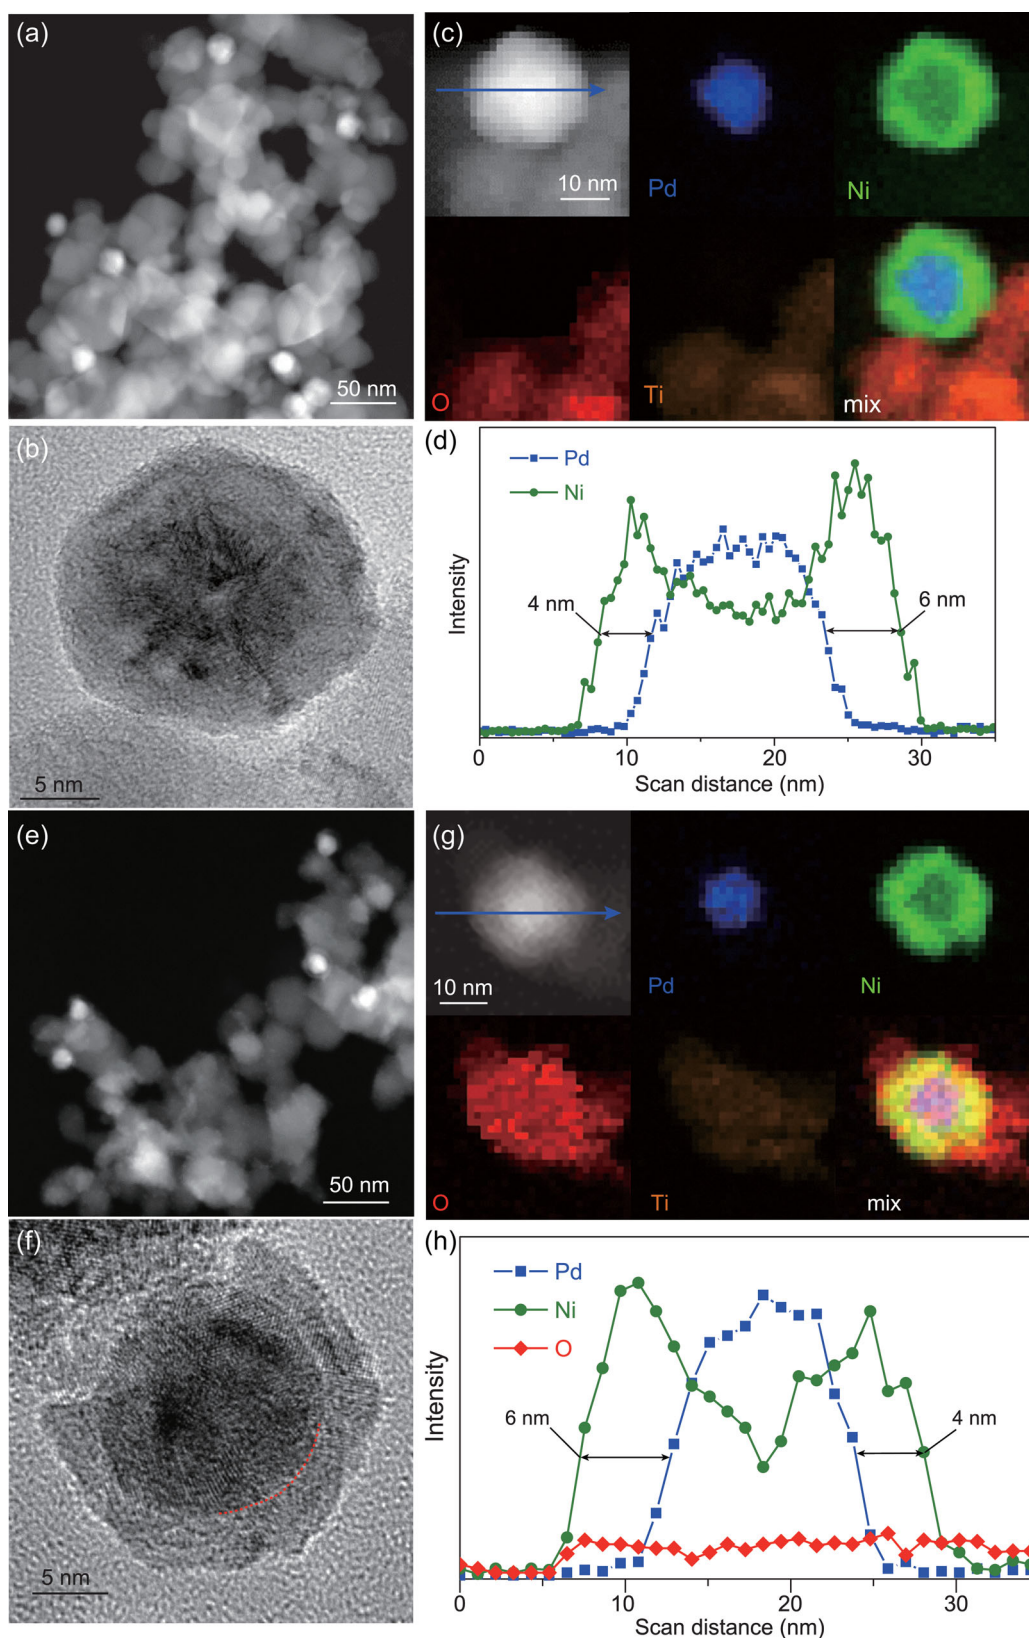 (a)
50 nm
(b)
5 nm
(c)
10 nm
Pd
Ni
O
Ti
mix
(d)
Pd
Ni
4 nm
6 nm
Intensity
0 10 20 30
Scan distance (nm)
(e)
50 nm
(f)
5 nm
(g)
10 nm
Pd
Ni
O
Ti
mix
(h)
Pd
Ni
O
6 nm
4 nm
Intensity
0 10 20 30
Scan distance (nm)